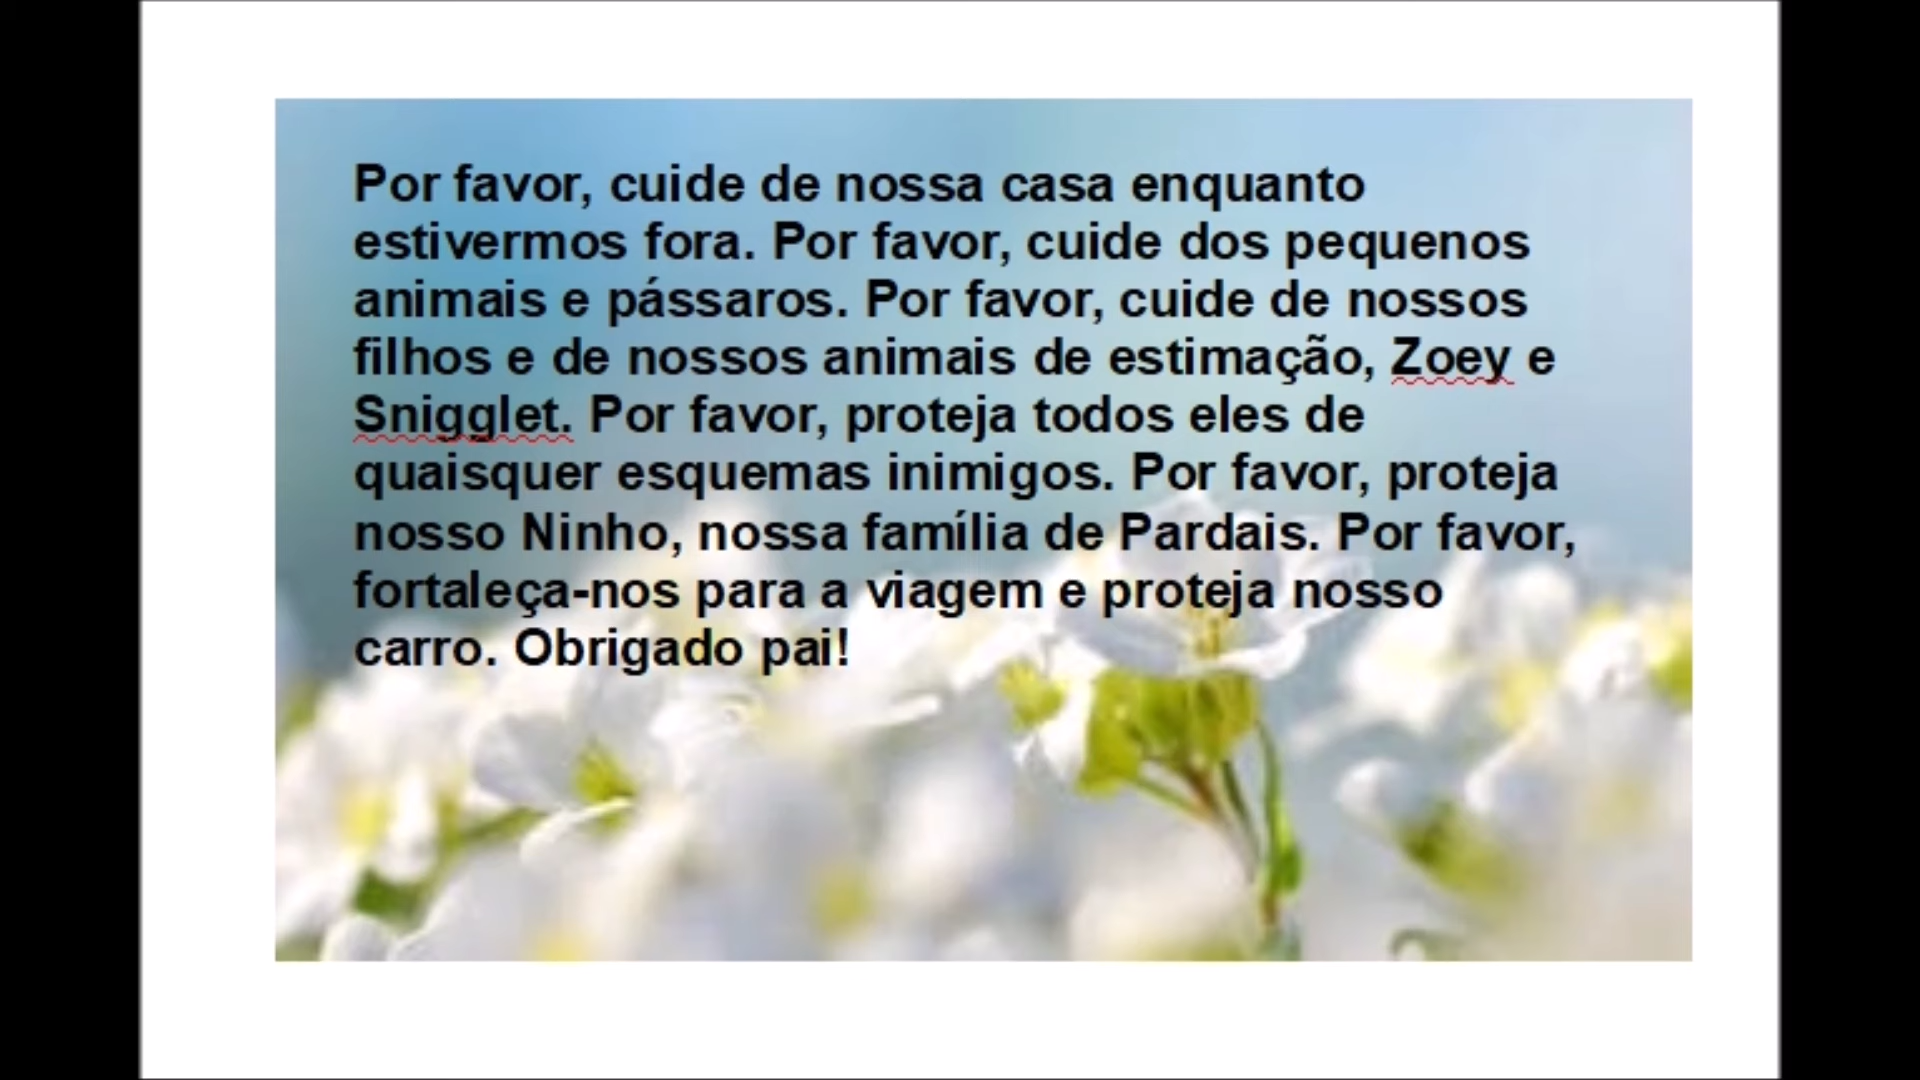 Por favor, cuide de nossa casa enquanto
estivermos fora. Por favor, cuide dos pequenos
animais e pássaros. Por favor, cuide de nossos
filhos e de nossos animais de estimação, Zoey e
Snigglet. Por favor, proteja todos eles de
quaisquer esquemas inimigos. Por favor, proteja
nosso Ninho, nossa família de Pardais. Por favor,
fortaleça-nos para a viagem e proteja nosso
carro. Obrigado pai!